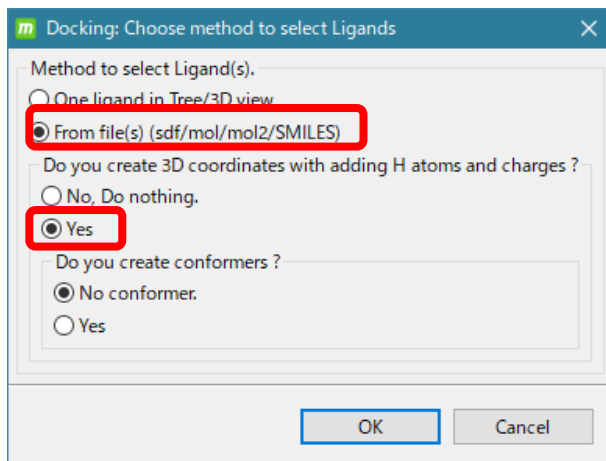 m Docking: Choose method to select Ligands
Method to select Ligand(s).
One ligand in Tree/3D view
From file(s) (sdf/mol/mol2/SMILES)
Do you create 3D coordinates with adding H atoms and charges ?
No, Do nothing.
Yes
Do you create conformers ?
No conformer.
Yes
OK Cancel